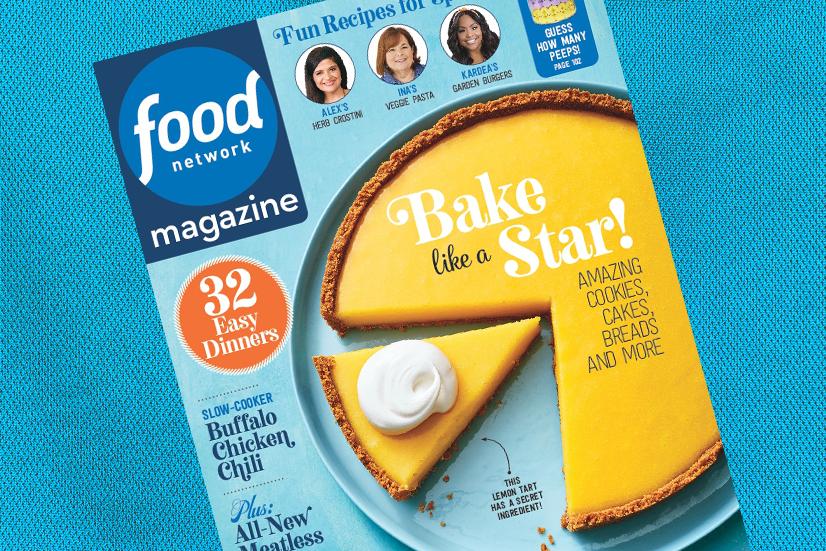 Fun Recipes for
ALEX'S
HERB CROSTINI
INA'S
VEGGIE PASTA
KARDEA'S
GARDEN BURGERS
GUESS
HOW MANY
PEEPS!
PAGE 102
food
network
magazine
Bake
like a Star!
AMAZING
COOKIES,
CAKES,
BREADS
AND MORE
32
Easy
Dinners
SLOW-COOKER
Buffalo
Chicken
Chili
THIS
LEMON TART
HAS A SECRET
INGREDIENT!
Plus:
All-New
Meatless